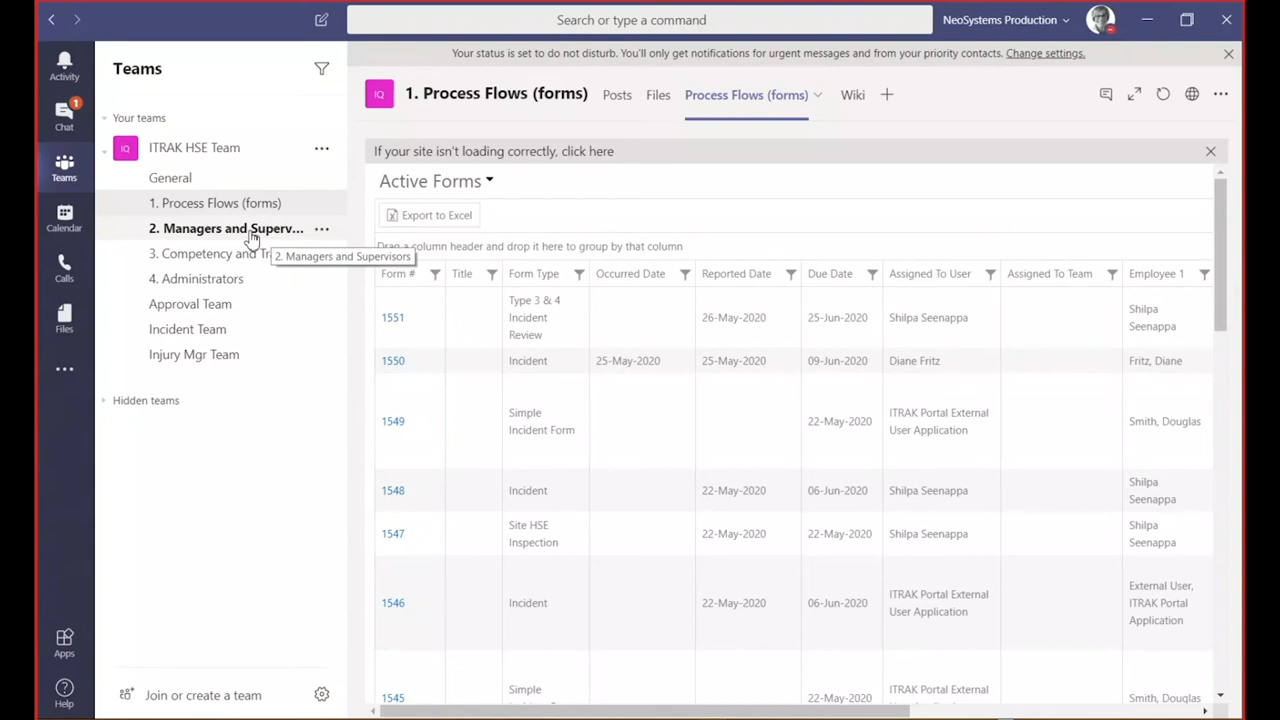 Search or type a command
NeoSystems Production
Activity
Chat
1
Teams
Calendar
Calls
Files
Apps
Help
Teams
Your teams
IQ
ITRAK HSE Team
General
1. Process Flows (forms)
2. Managers and Superv...
3. Competency and Tr
2. Managers and Supervisors
4. Administrators
Approval Team
Incident Team
Injury Mgr Team
Hidden teams
Join or create a team
Your status is set to do not disturb. You'll only get notifications for urgent messages and from your priority contacts. Change settings.
IQ
1. Process Flows (forms)
Posts
Files
Process Flows (forms)
Wiki
If your site isn't loading correctly, click here
Active Forms
Export to Excel
Drag a column header and drop it here to group by that column
Form # Title Form Type Occurred Date Reported Date Due Date Assigned To User Assigned To Team Employee 1
1551 Type 3 & 4 Incident Review 26-May-2020 25-Jun-2020 Shilpa Seenappa Shilpa Seenappa
1550 Incident 25-May-2020 25-May-2020 09-Jun-2020 Diane Fritz Fritz, Diane
1549 Simple Incident Form 22-May-2020 ITRAK Portal External User Application Smith, Douglas
1548 Incident 22-May-2020 06-Jun-2020 Shilpa Seenappa Shilpa Seenappa
1547 Site HSE Inspection 22-May-2020 22-May-2020 Shilpa Seenappa Shilpa Seenappa
1546 Incident 22-May-2020 06-Jun-2020 ITRAK Portal External User Application External User, ITRAK Portal Application
1545 Simple 22-May-2020 ITRAK Portal External Smith, Douglas